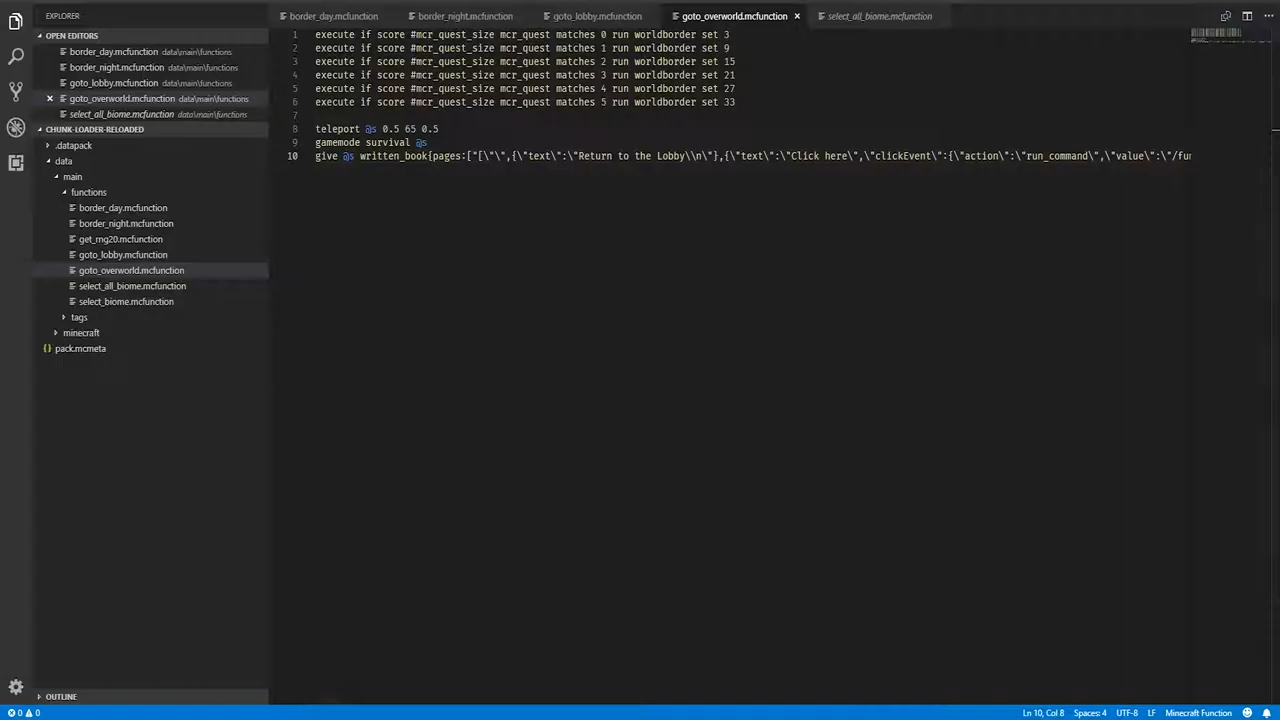 EXPLORER
OPEN EDITORS
border_day.mcfunction data\main\functions
border_night.mcfunction data\main\functions
goto_lobby.mcfunction data\main\functions
goto_overworld.mcfunction data\main\functions
select_all_biome.mcfunction data\main\functions
CHUNK-LOADER-RELOADED
.datapack
data
main
functions
border_day.mcfunction
border_night.mcfunction
get_rng20.mcfunction
goto_lobby.mcfunction
goto_overworld.mcfunction
select_all_biome.mcfunction
select_biome.mcfunction
tags
minecraft
{} pack.mcmeta
OUTLINE
border_day.mcfunction border_night.mcfunction goto_lobby.mcfunction goto_overworld.mcfunction × select_all_biome.mcfunction
1 execute if score #mcr_quest_size mcr_quest matches 0 run worldborder set 3
2 execute if score #mcr_quest_size mcr_quest matches 1 run worldborder set 9
3 execute if score #mcr_quest_size mcr_quest matches 2 run worldborder set 15
4 execute if score #mcr_quest_size mcr_quest matches 3 run worldborder set 21
5 execute if score #mcr_quest_size mcr_quest matches 4 run worldborder set 27
6 execute if score #mcr_quest_size mcr_quest matches 5 run worldborder set 33
7
8 teleport @s 0.5 65 0.5
9 gamemode survival @s
10 give @s written_book{pages:["[\"\",{\"text\":\"Return to the Lobby\\n\"},{\"text\":\"Click here\",\"clickEvent\":{\"action\":\"run_command\",\"value\":\"/fun
0 0 Ln 10, Col 8 Spaces: 4 UTF-8 LF Minecraft Function